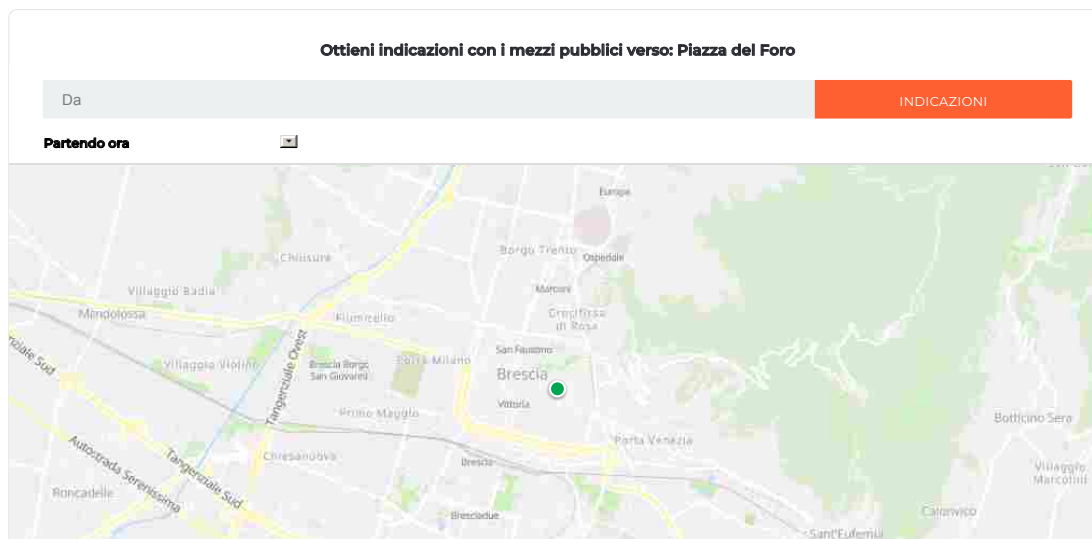 Ottieni indicazioni con i mezzi pubblici verso: Piazza del Foro
Da
INDICAZIONI
Partendo ora
Europa
Borgo Trento
Ospedale
Chiusure
Marconi
Villaggio Badia
Mandolossa
Fiumicello
Crocifissa
di Rosa
Tangenziale Ovest
San Faustino
Villaggio Violino
Brescia Borgo
San Giovanni
Porta Milano
Brescia
Vittoria
Primo Maggio
Botticino Sera
Porta Venezia
Chiesanuova
Brescia
Tangenziale Sud
Autostrada Serenissima
Villaggio
Roncadelle
Bresciadue
Caionvico
Sant'Eufemia